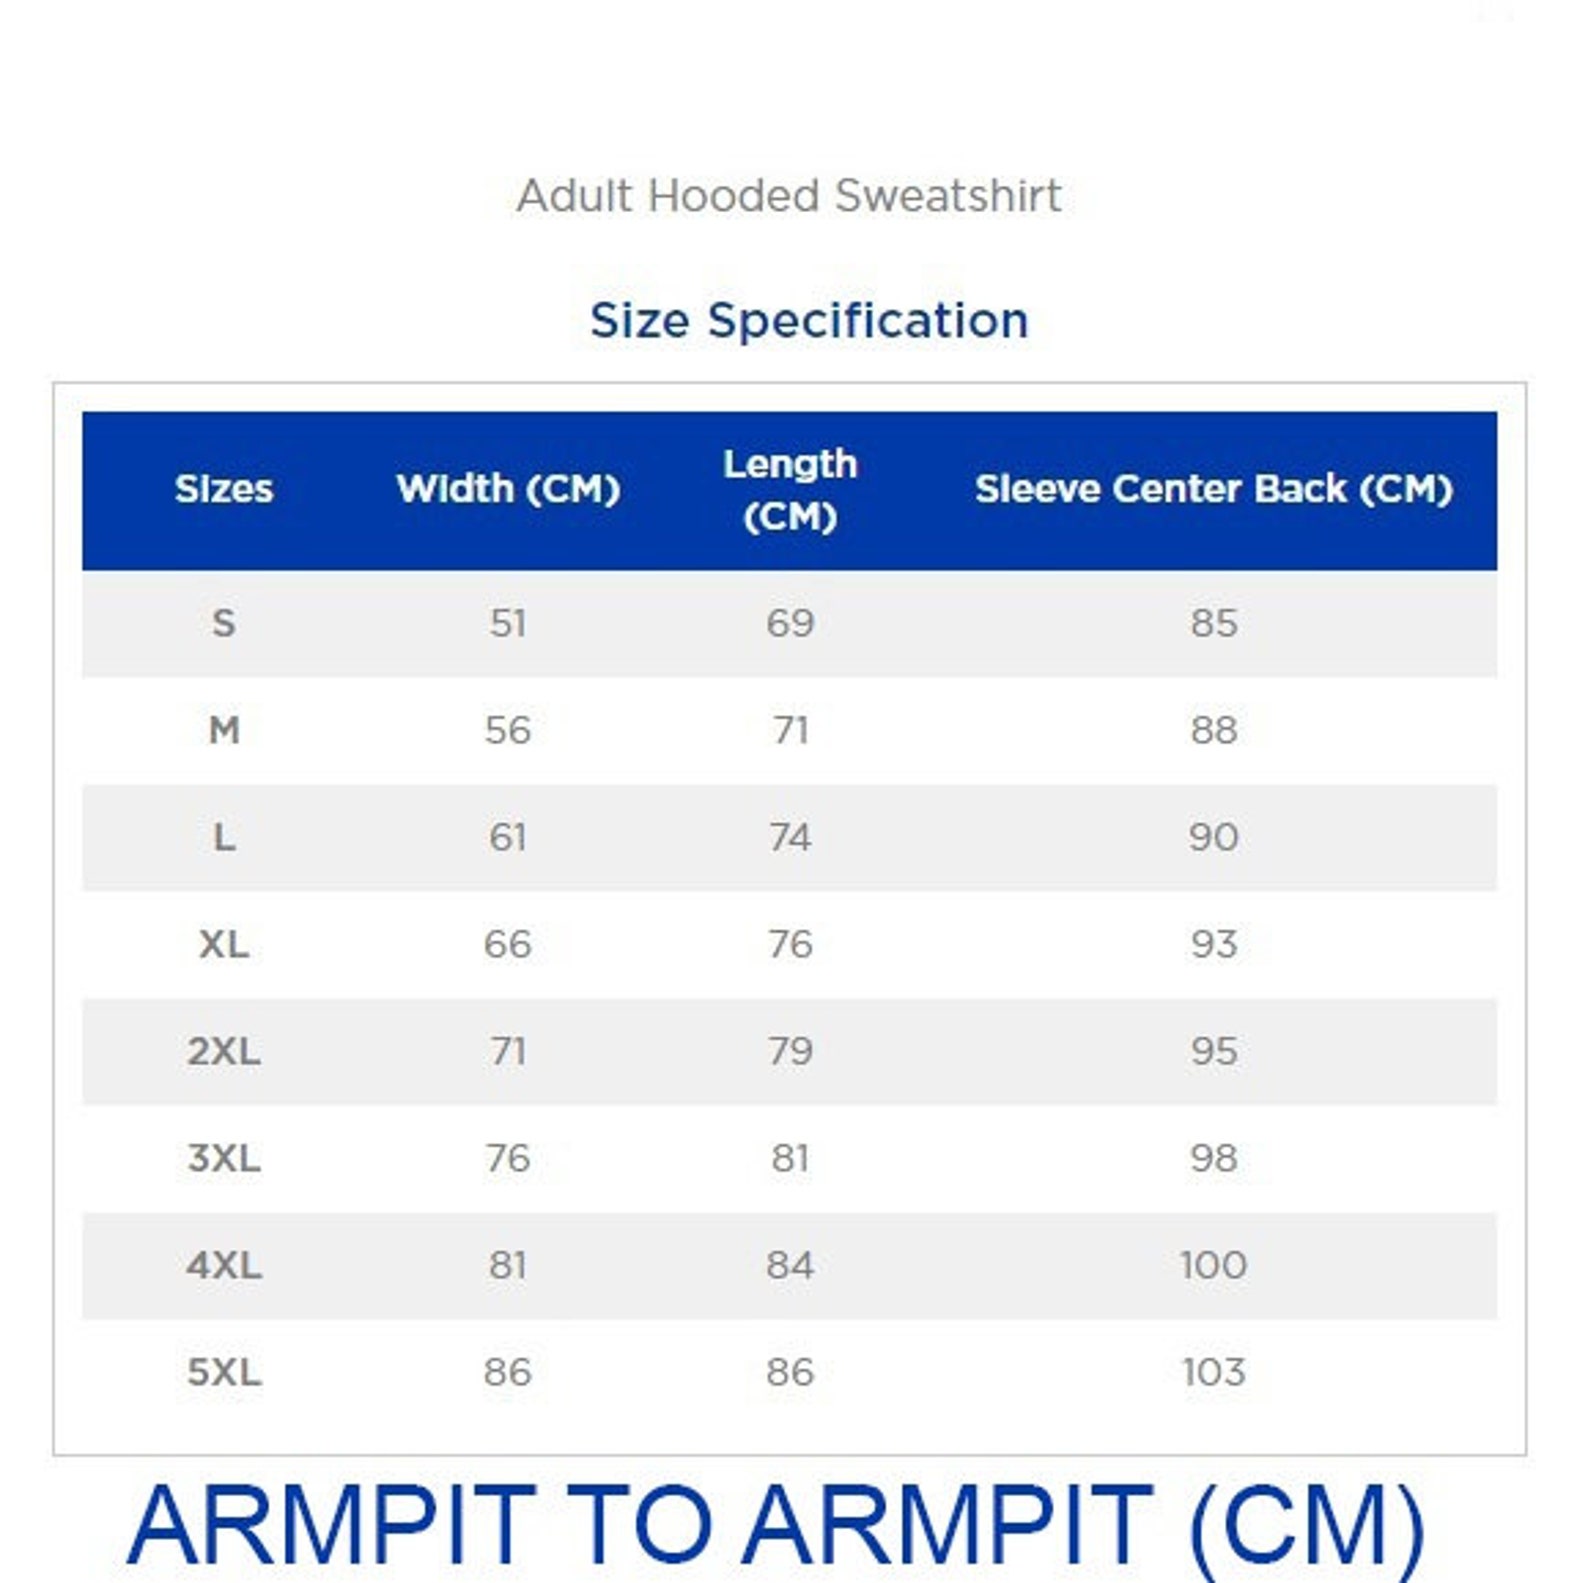 Adult Hooded Sweatshirt
Size Specification
Sizes Width (CM) Length (CM) Sleeve Center Back (CM)
S 51 69 85
M 56 71 88
L 61 74 90
XL 66 76 93
2XL 71 79 95
3XL 76 81 98
4XL 81 84 100
5XL 86 86 103
ARMPIT TO ARMPIT (CM)